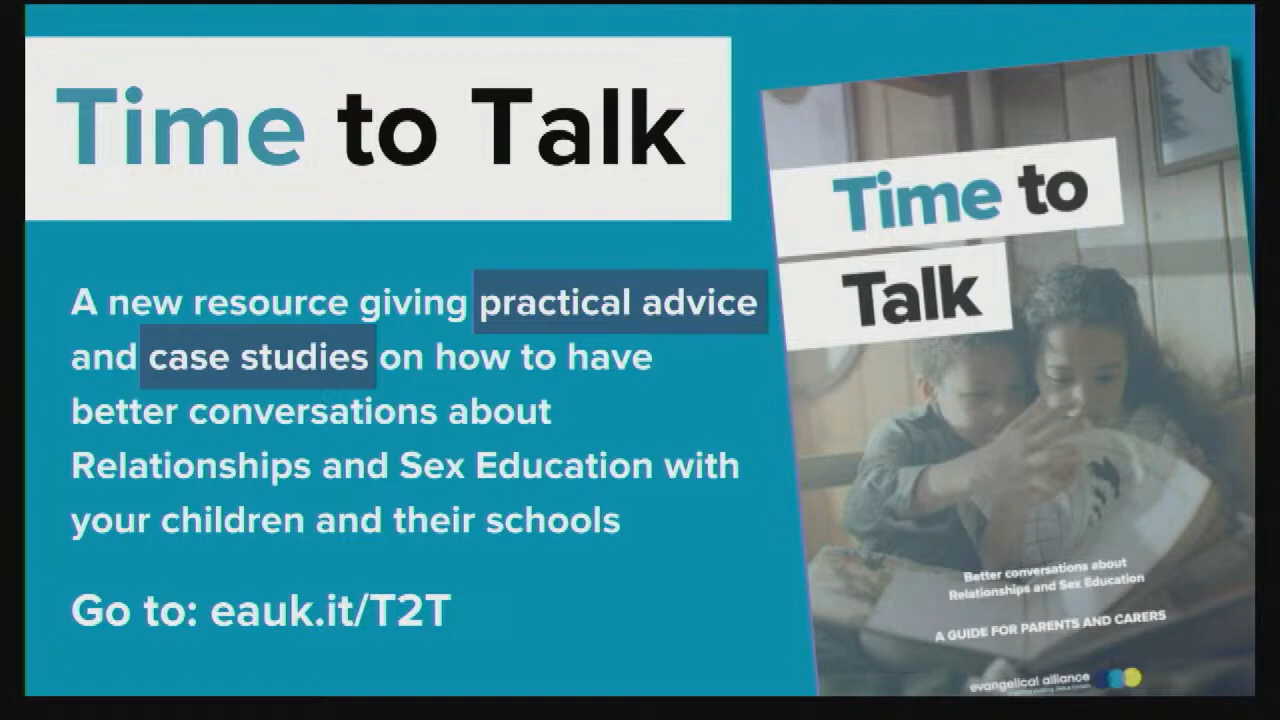 Time to Talk
A new resource giving practical advice
and case studies on how to have
better conversations about
Relationships and Sex Education with
your children and their schools
Go to: eauk.it/T2T
Time to
Talk
Better conversations about
Relationships and Sex Education
A GUIDE FOR PARENTS AND CARERS
evangelical alliance